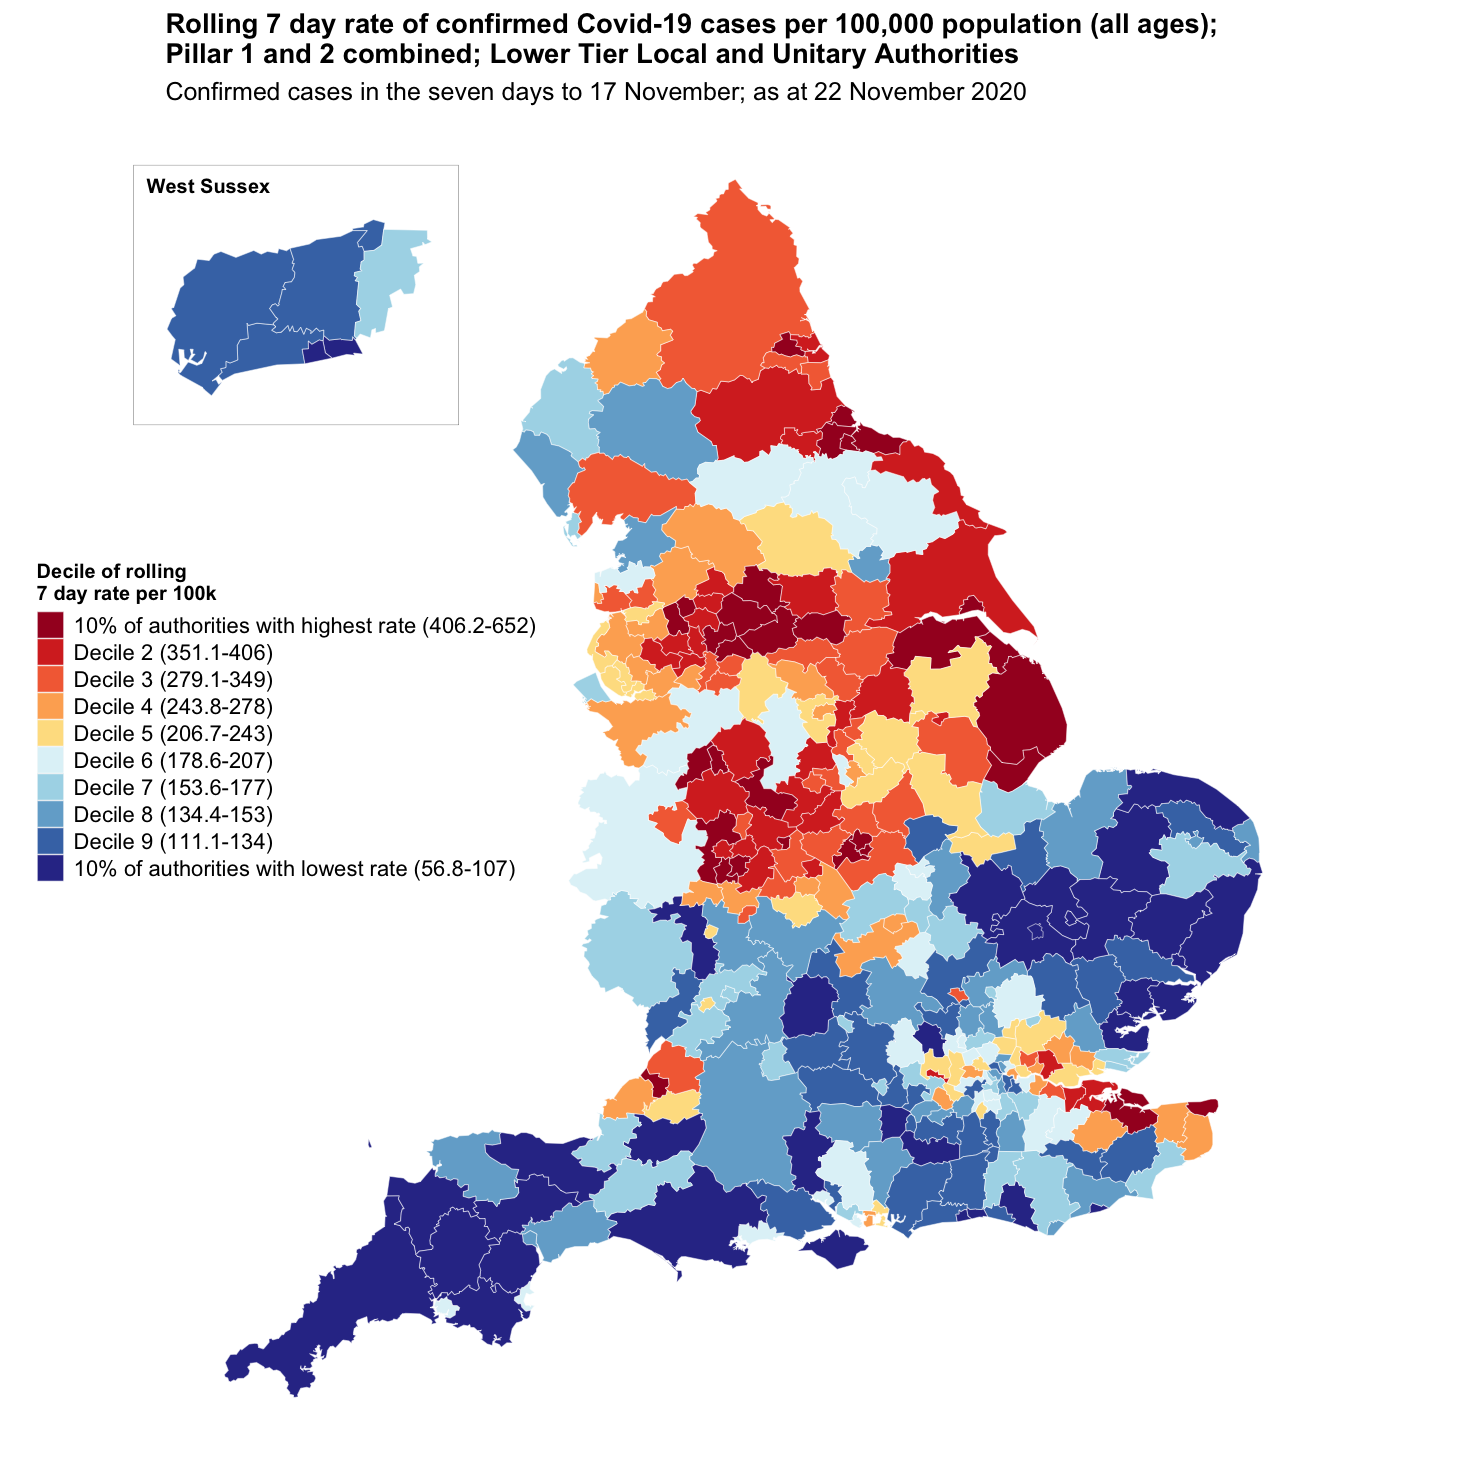 Rolling 7 day rate of confirmed Covid-19 cases per 100,000 population (all ages);
Pillar 1 and 2 combined; Lower Tier Local and Unitary Authorities
Confirmed cases in the seven days to 17 November; as at 22 November 2020
West Sussex
Decile of rolling
7 day rate per 100k
10% of authorities with highest rate (406.2-652)
Decile 2 (351.1-406)
Decile 3 (279.1-349)
Decile 4 (243.8-278)
Decile 5 (206.7-243)
Decile 6 (178.6-207)
Decile 7 (153.6-177)
Decile 8 (134.4-153)
Decile 9 (111.1-134)
10% of authorities with lowest rate (56.8-107)